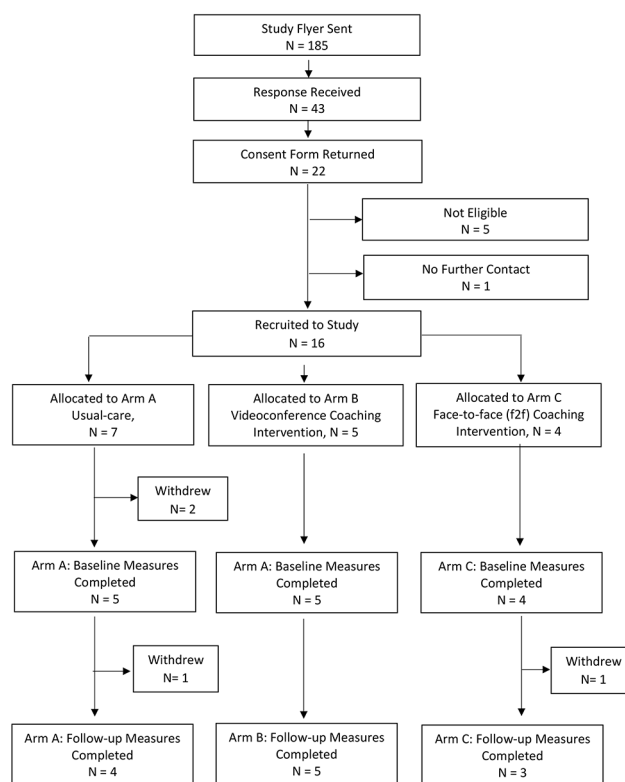 Study Flyer Sent
N = 185
Response Received
N = 43
Consent Form Returned
N = 22
Not Eligible
N = 5
No Further Contact
N = 1
Recruited to Study
N = 16
Allocated to Arm A
Usual-care,
N = 7
Allocated to Arm B
Videoconference Coaching
Intervention, N = 5
Allocated to Arm C
Face-to-face (f2f) Coaching
Intervention, N = 4
Withdrew
N= 2
Arm A: Baseline Measures
Completed
N = 5
Arm A: Baseline Measures
Completed
N = 5
Arm C: Baseline Measures
Completed
N = 4
Withdrew
N= 1
Withdrew
N= 1
Arm A: Follow-up Measures
Completed
N = 4
Arm B: Follow-up Measures
Completed
N = 5
Arm C: Follow-up Measures
Completed
N = 3